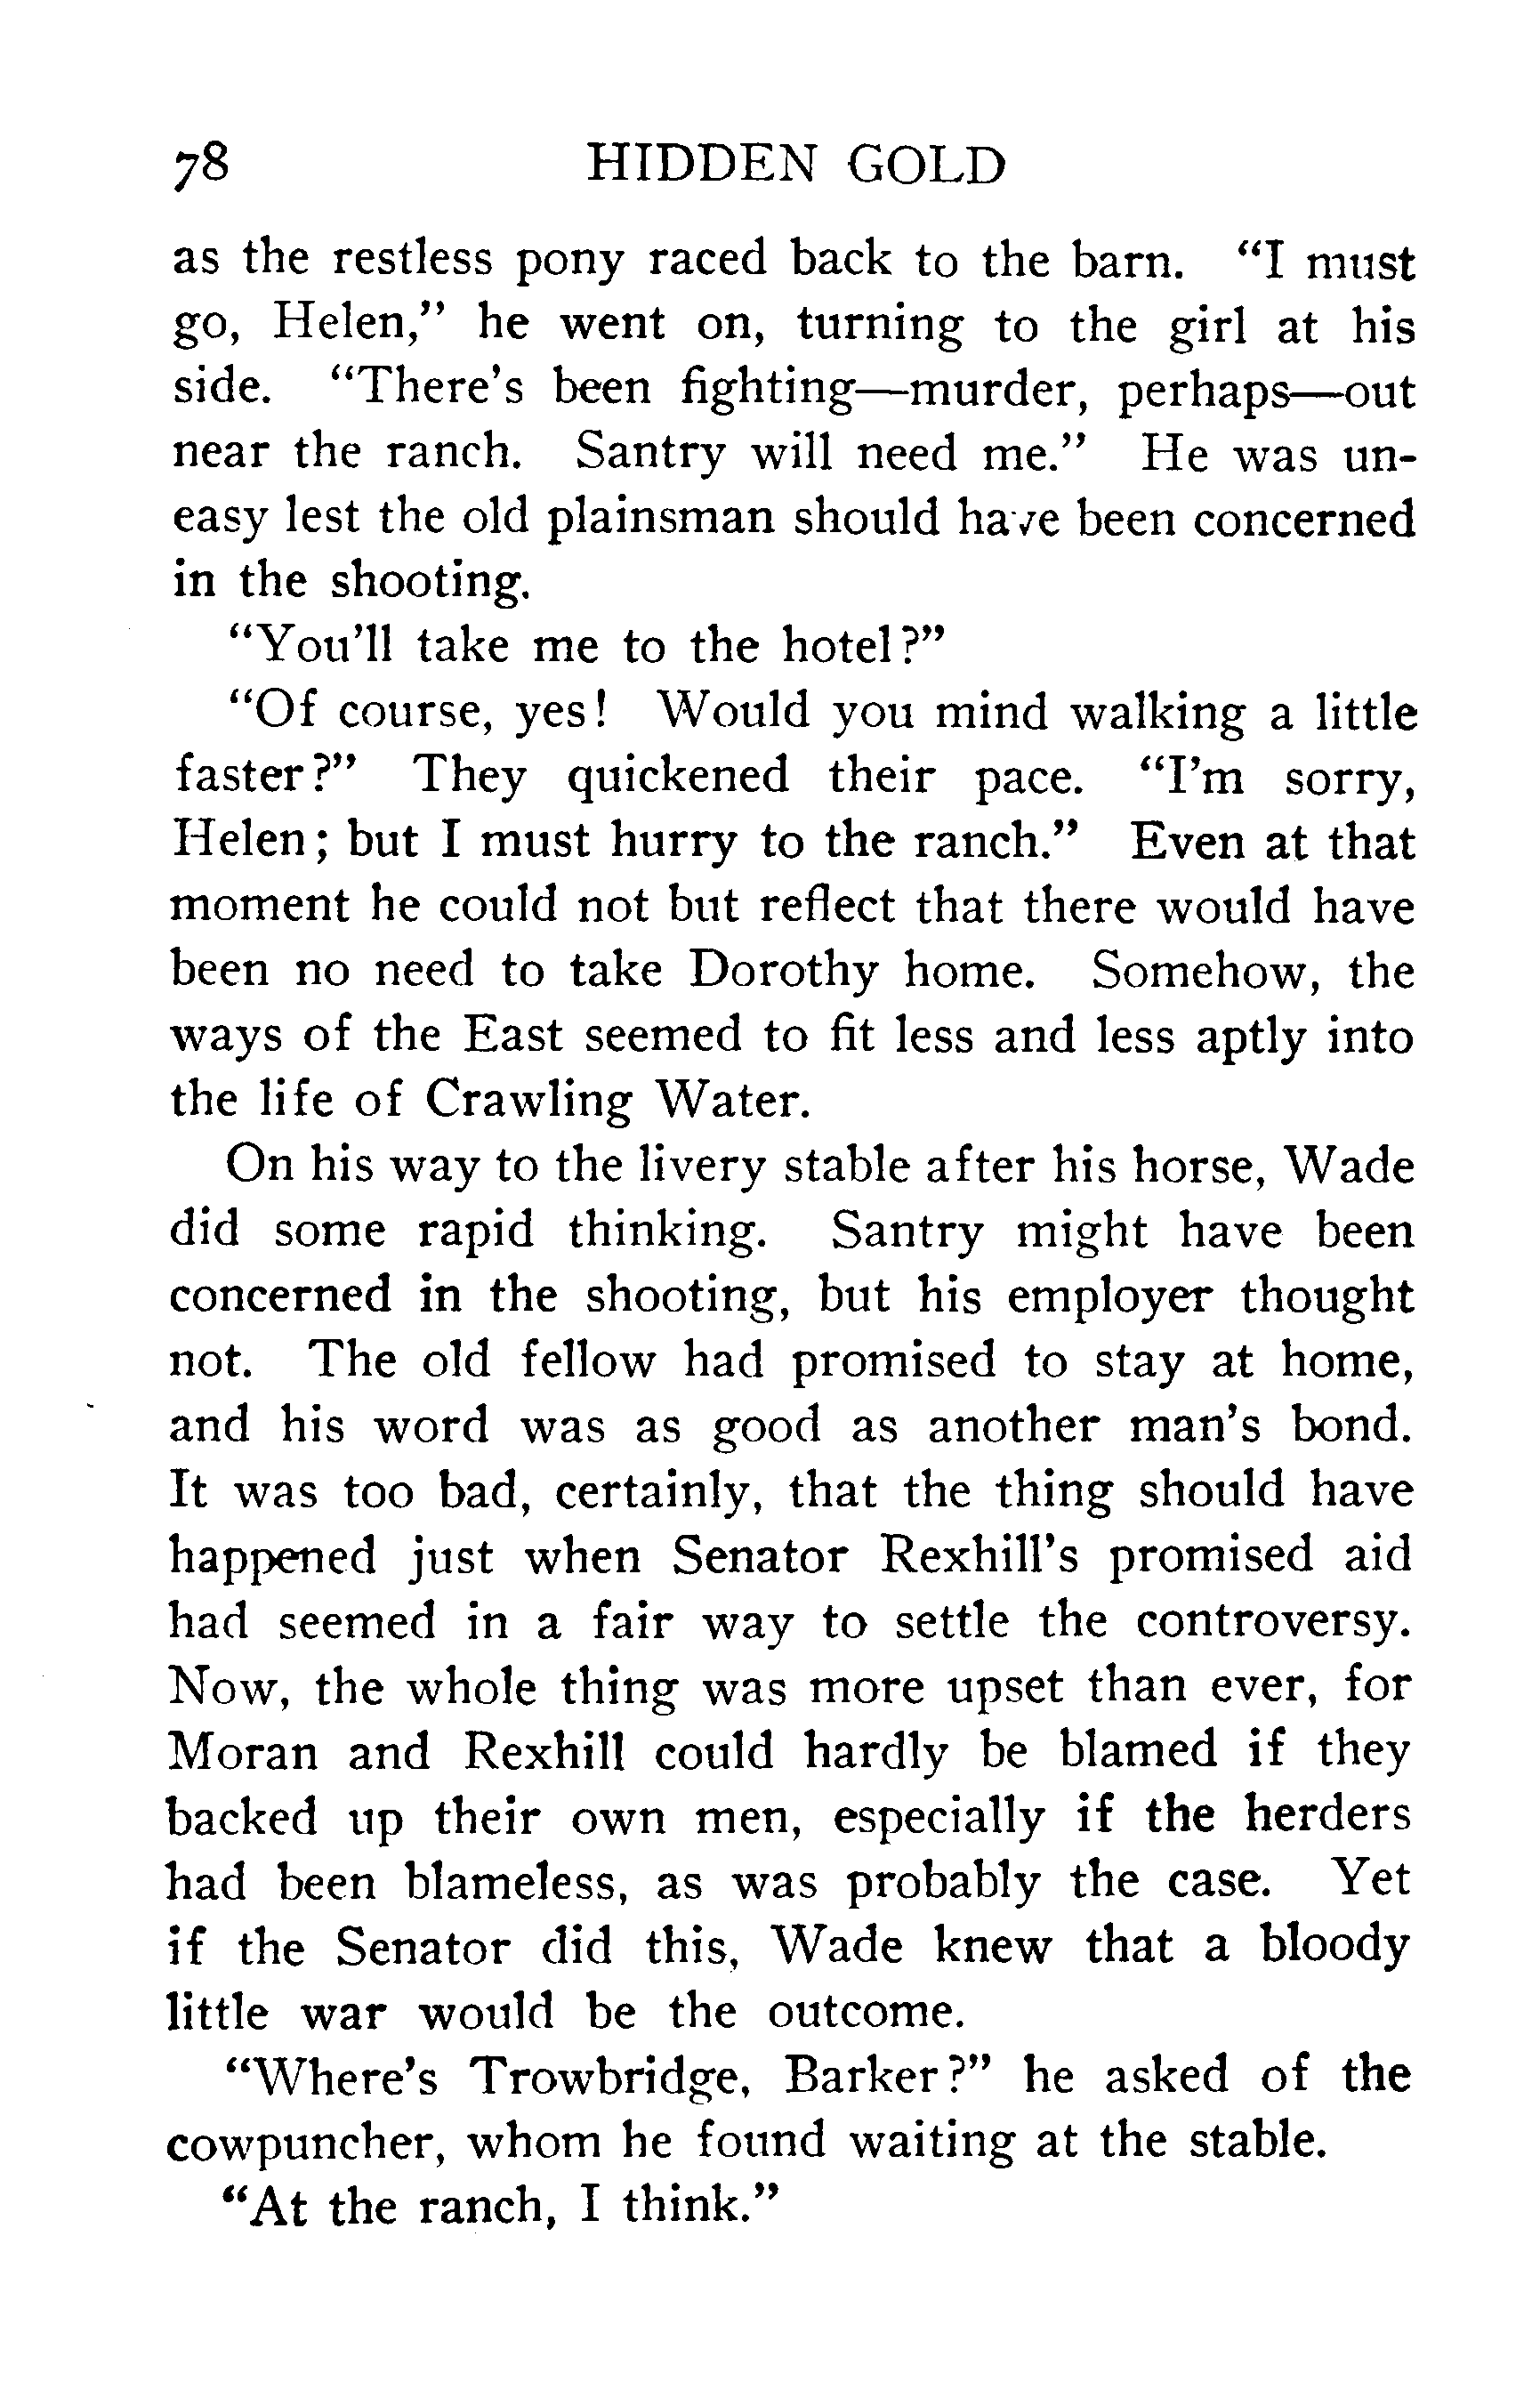 78 HIDDEN GOLD
as the restless pony raced back to the barn. "I must
go, Helen," he went on, turning to the girl at his
side. "There's been fighting—murder, perhaps—out
near the ranch. Santry will need me." He was un-
easy lest the old plainsman should have been concerned
in the shooting.
"You'll take me to the hotel?"
"Of course, yes! Would you mind walking a little
faster?" They quickened their pace. "I'm sorry,
Helen; but I must hurry to the ranch." Even at that
moment he could not but reflect that there would have
been no need to take Dorothy home. Somehow, the
ways of the East seemed to fit less and less aptly into
the life of Crawling Water.
On his way to the livery stable after his horse, Wade
did some rapid thinking. Santry might have been
concerned in the shooting, but his employer thought
not. The old fellow had promised to stay at home,
and his word was as good as another man's bond.
It was too bad, certainly, that the thing should have
happened just when Senator Rexhill's promised aid
had seemed in a fair way to settle the controversy.
Now, the whole thing was more upset than ever, for
Moran and Rexhill could hardly be blamed if they
backed up their own men, especially if the herders
had been blameless, as was probably the case. Yet
if the Senator did this, Wade knew that a bloody
little war would be the outcome.
"Where's Trowbridge, Barker?" he asked of the
cowpuncher, whom he found waiting at the stable.
"At the ranch, I think."